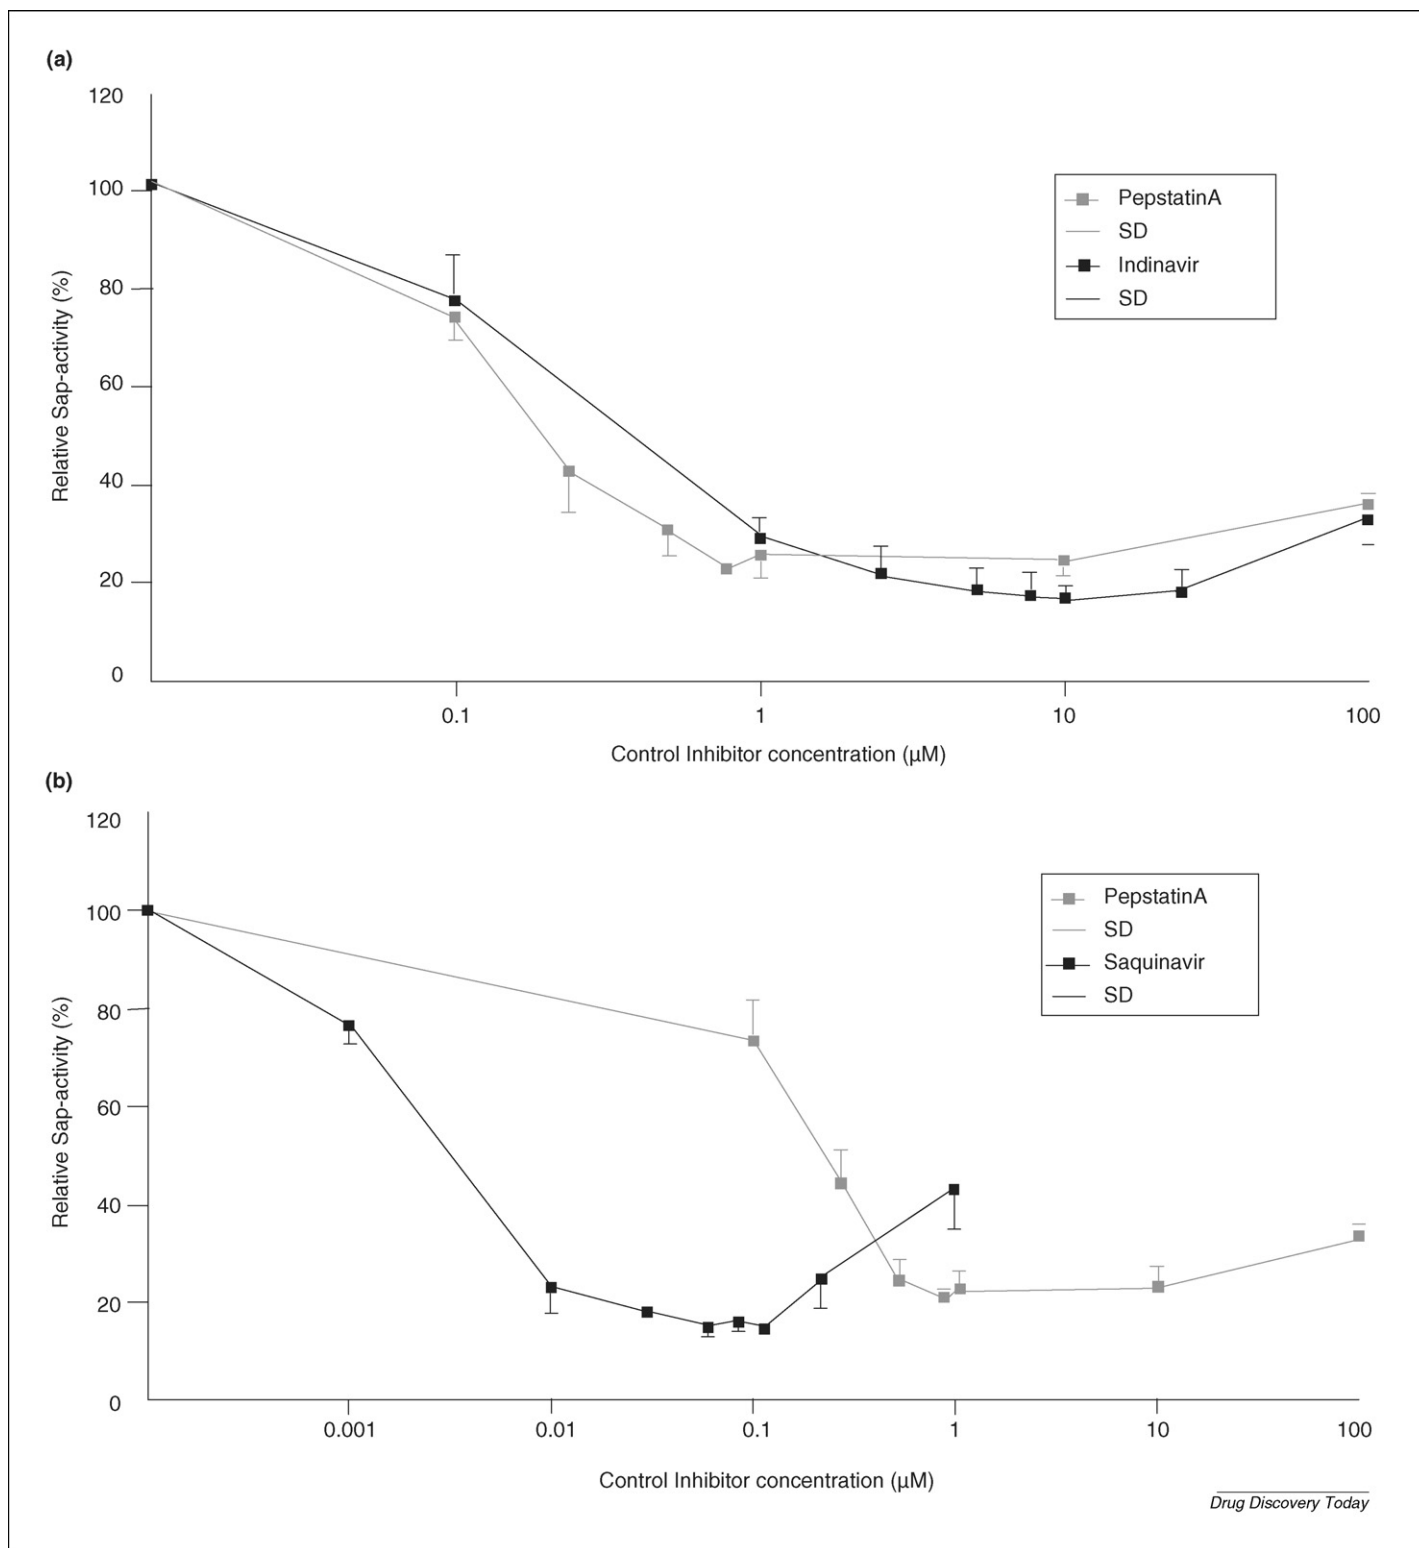 (a)
120
100
80
60
40
20
0
Relative Sap-activity (%)
PepstatinA
SD
Indinavir
SD
0.1 1 10 100
Control Inhibitor concentration (µM)
(b)
120
100
80
60
40
20
0
Relative Sap-activity (%)
PepstatinA
SD
Saquinavir
SD
0.001 0.01 0.1 1 10 100
Control Inhibitor concentration (µM)
Drug Discovery Today